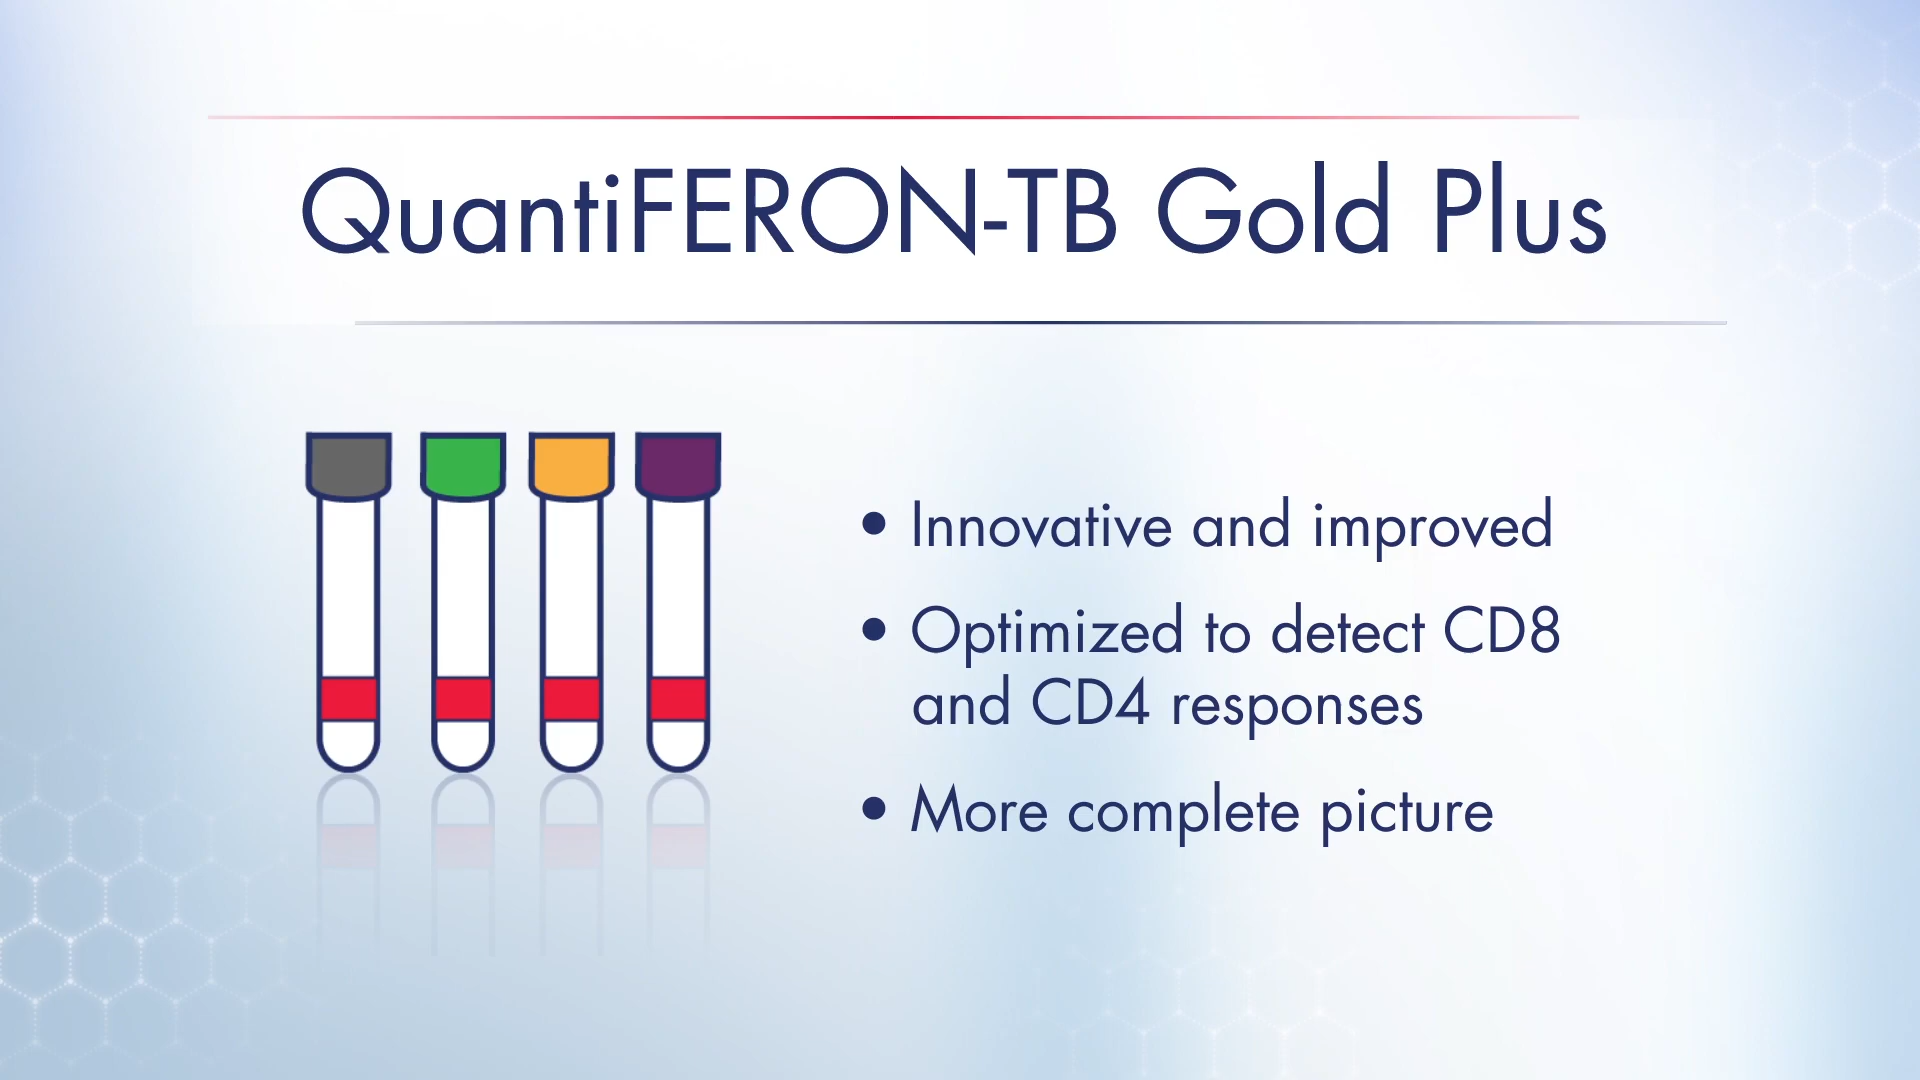 QuantiFERON-TB Gold Plus
• Innovative and improved
• Optimized to detect CD8
and CD4 responses
• More complete picture